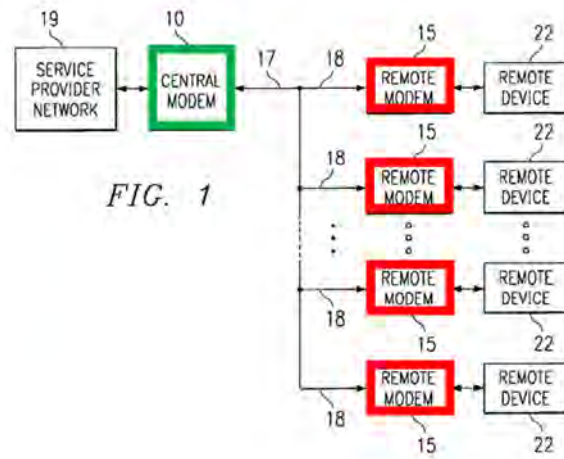 19
10
15
22
SERVICE
PROVIDER
NETWORK
CENTRAL
MODEM
17
18
REMOTE
MODEM
REMOTE
DEVICE
15
22
18
REMOTE
MODEM
REMOTE
DEVICE
FIG. 1
18
REMOTE
MODEM
REMOTE
DEVICE
15
22
18
REMOTE
MODEM
REMOTE
DEVICE
15
22